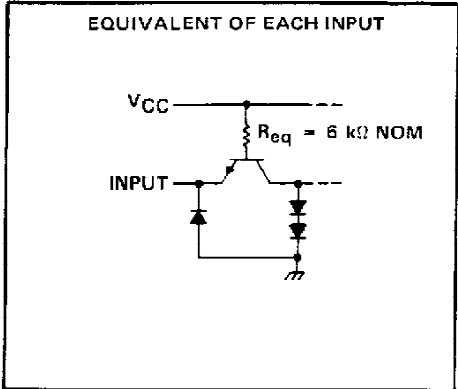 EQUIVALENT OF EACH INPUT
VCC
Req = 6 kΩ NOM
INPUT